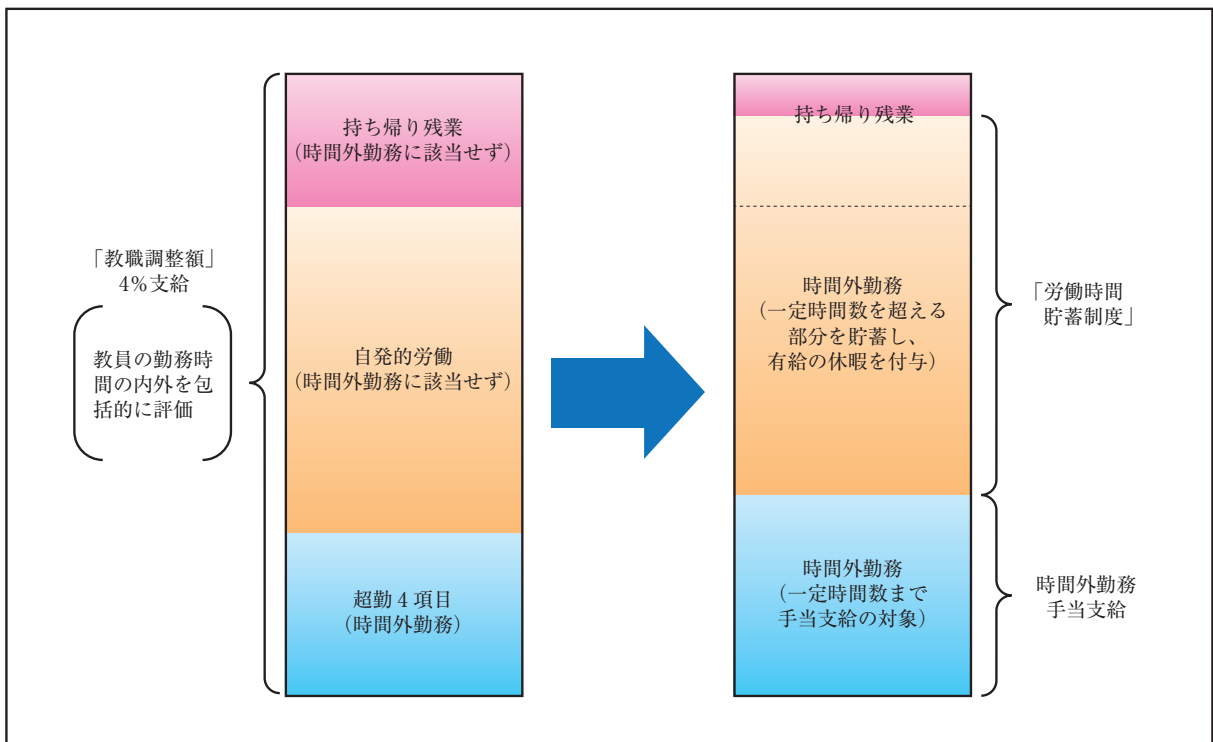 「教職調整額」
4%支給
教員の勤務時
間の内外を包
括的に評価
持ち帰り残業
（時間外勤務に該当せず）
自発的労働
（時間外勤務に該当せず）
超勤4項目
（時間外勤務）
持ち帰り残業
時間外勤務
（一定時間数を超える
部分を貯蓄し、
有給の休暇を付与）
時間外勤務
（一定時間数まで
手当支給の対象）
「労働時間
貯蓄制度」
時間外勤務
手当支給